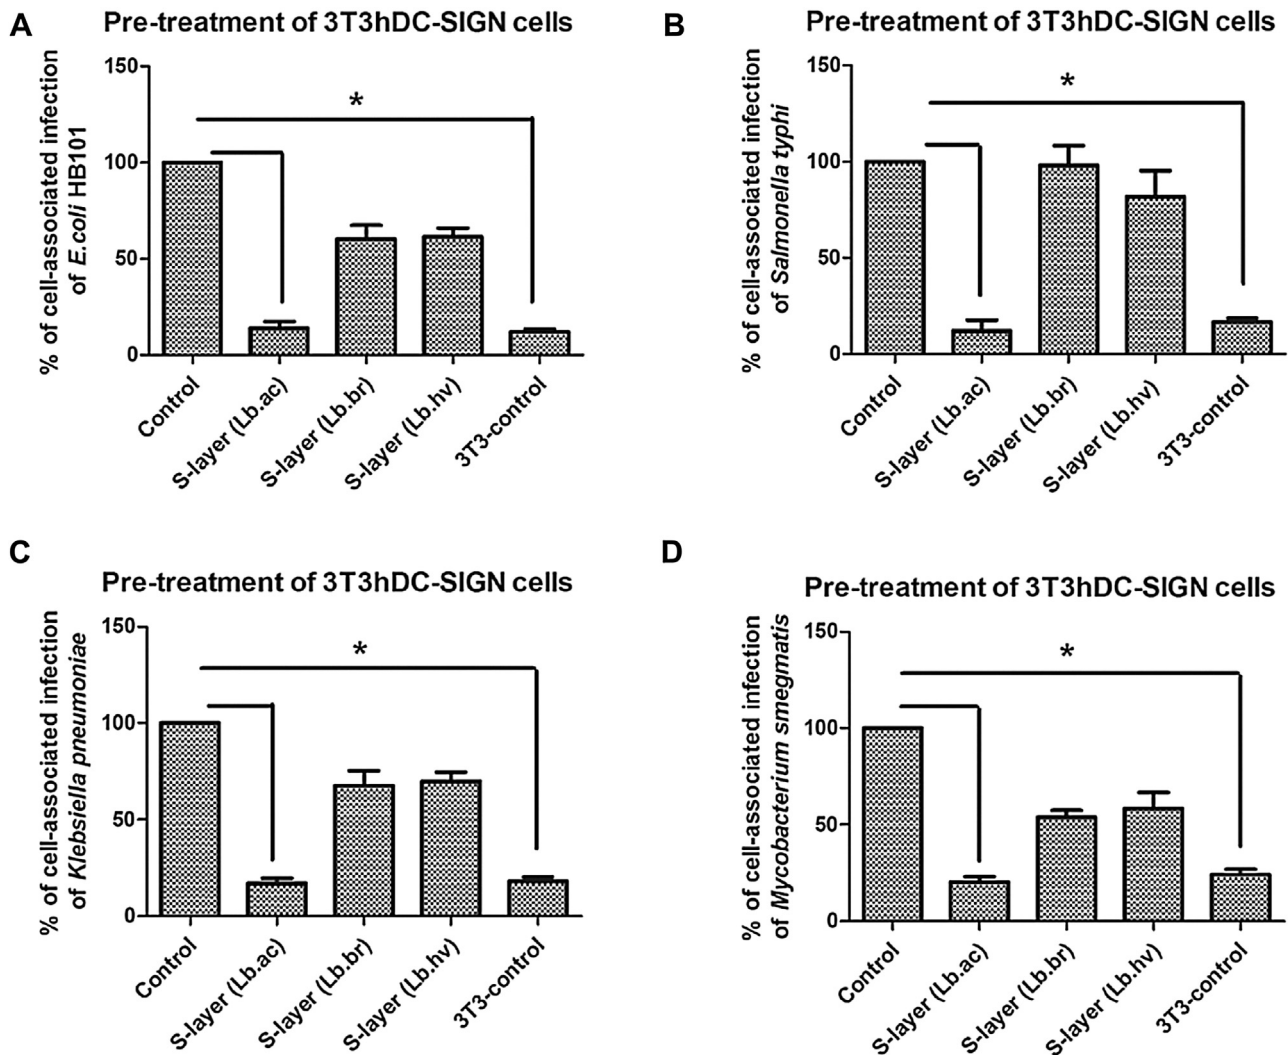 A
Pre-treatment of 3T3hDC-SIGN cells
% of cell-associated infection
of E.coli HB101
150
100
50
0
*
Control
S-layer (Lb.ac)
S-layer (Lb.br)
S-layer (Lb.hv)
3T3-control
B
Pre-treatment of 3T3hDC-SIGN cells
% of cell-associated infection
of Salmonella typhi
150
100
50
0
*
Control
S-layer (Lb.ac)
S-layer (Lb.br)
S-layer (Lb.hv)
3T3-control
C
Pre-treatment of 3T3hDC-SIGN cells
% of cell-associated infection
of Klebsiella pneumoniae
150
100
50
0
*
Control
S-layer (Lb.ac)
S-layer (Lb.br)
S-layer (Lb.hv)
3T3-control
D
Pre-treatment of 3T3hDC-SIGN cells
% of cell-associated infection
of Mycobacterium smegmatis
150
100
50
0
*
Control
S-layer (Lb.ac)
S-layer (Lb.br)
S-layer (Lb.hv)
3T3-control